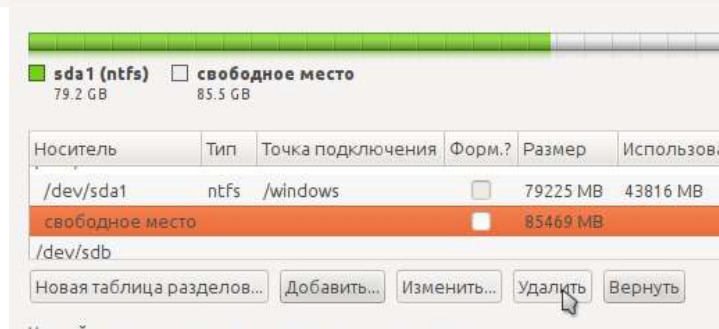 sda1 (ntfs) свободное место
79.2 GB 85.5 GB
Носитель Тип Точка подключения Форм.? Размер Использова
/dev/sda1 ntfs /windows 79225 MB 43816 MB
свободное место 85469 MB
/dev/sdb
Новая таблица разделов... Добавить... Изменить... Удалить Вернуть